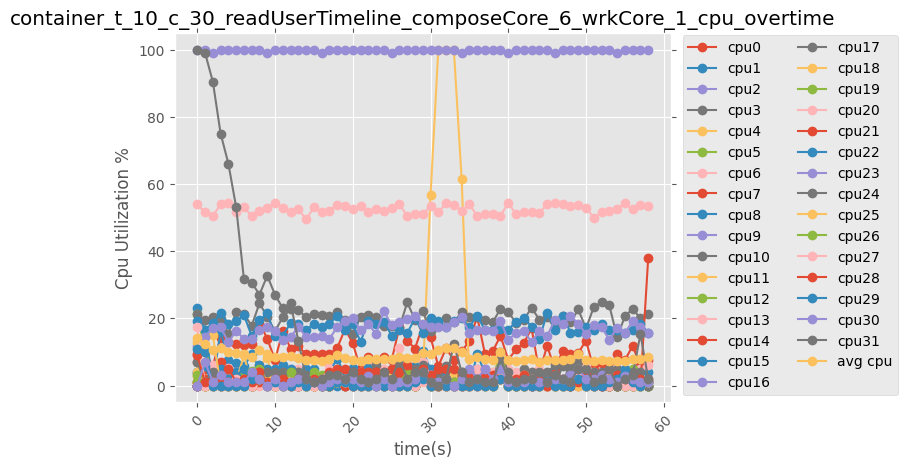 container_t_10_c_30_readUserTimeline_composeCore_6_wrkCore_1_cpu_overtime
Cpu Utilization %
100
80
60
40
20
0
0
10
20
30
40
50
60
time(s)
cpu0
cpu1
cpu2
cpu3
cpu4
cpu5
cpu6
cpu7
cpu8
cpu9
cpu10
cpu11
cpu12
cpu13
cpu14
cpu15
cpu16
cpu17
cpu18
cpu19
cpu20
cpu21
cpu22
cpu23
cpu24
cpu25
cpu26
cpu27
cpu28
cpu29
cpu30
cpu31
avg cpu